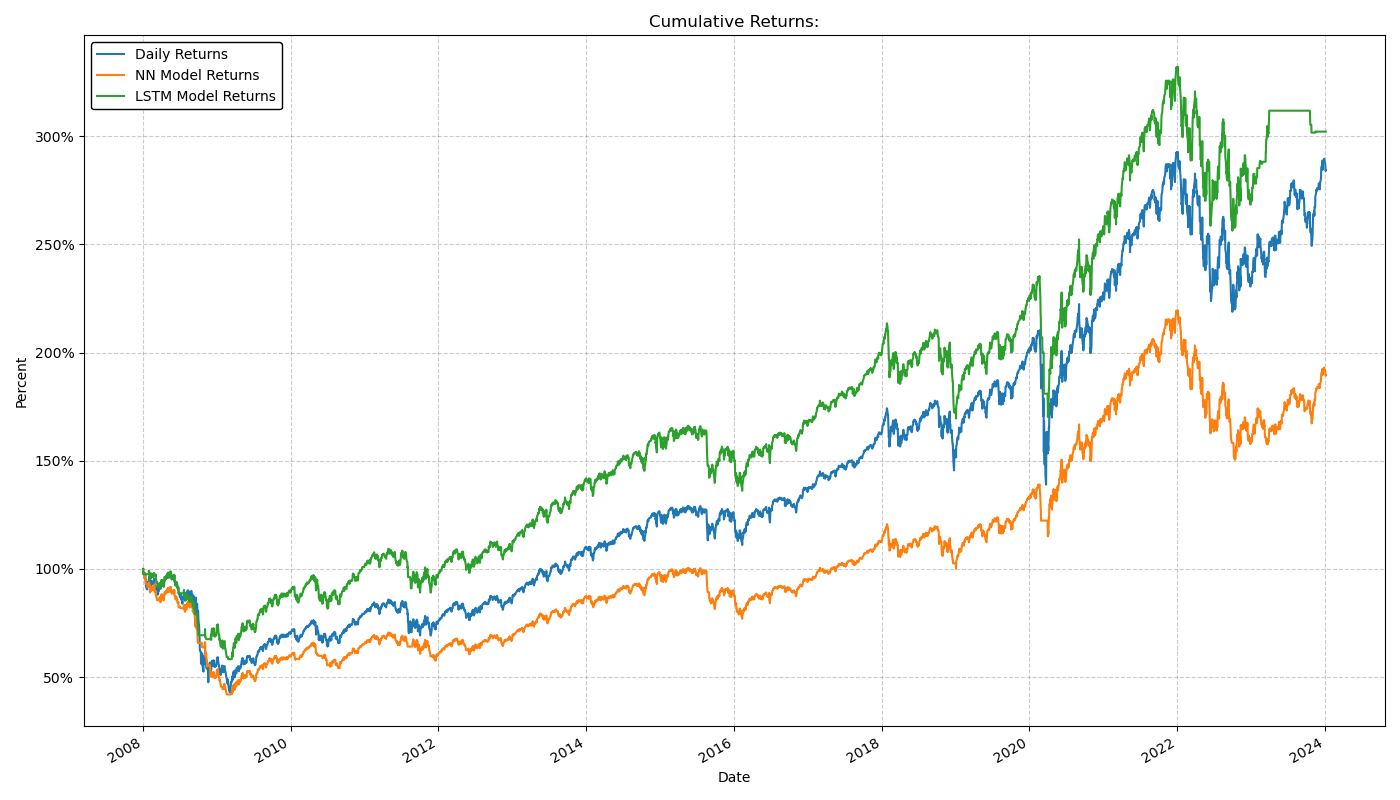 Cumulative Returns:
Daily Returns
NN Model Returns
LSTM Model Returns
300%
250%
200%
150%
100%
50%
Percent
2008 2010 2012 2014 2016 2018 2020 2022 2024
Date